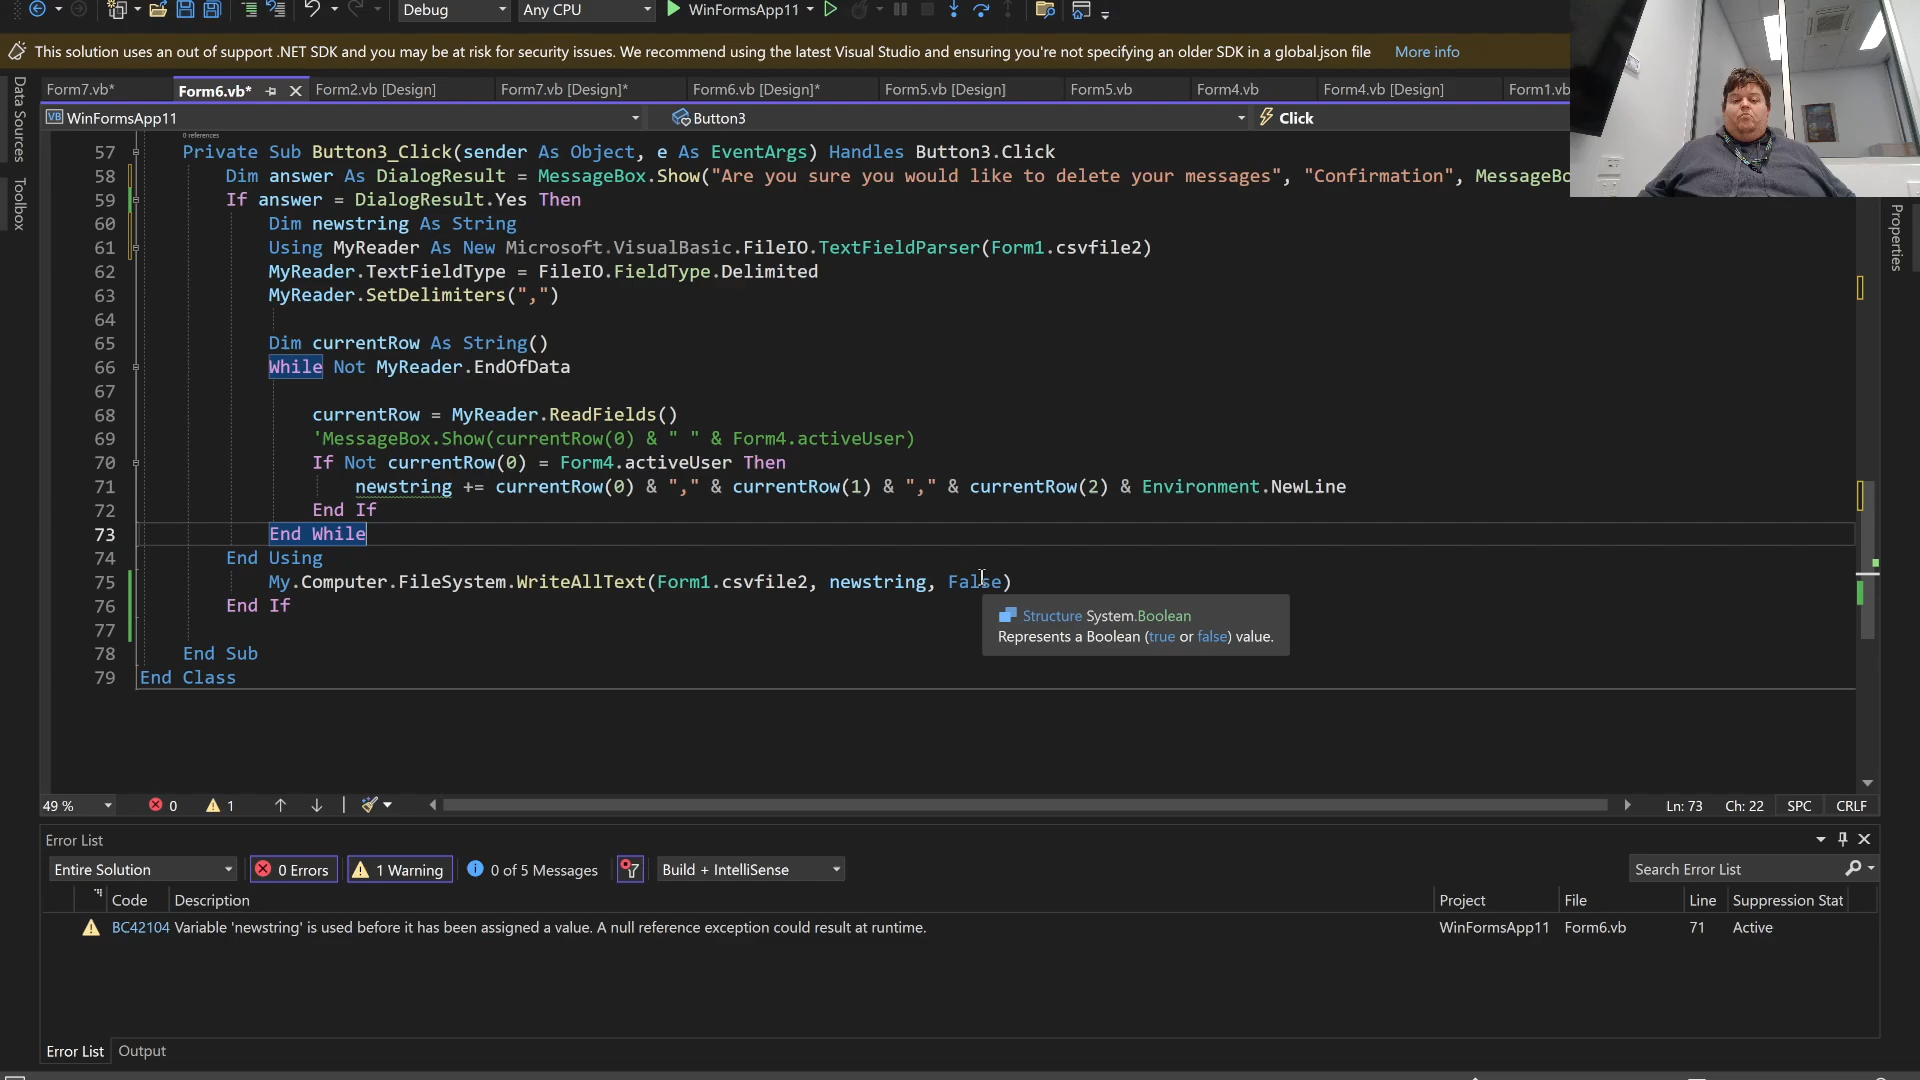 Debug Any CPU WinFormsApp11
This solution uses an out of support .NET SDK and you may be at risk for security issues. We recommend using the latest Visual Studio and ensuring you're not specifying an older SDK in a global.json file More info
Data Sources
Toolbox
Properties
Form7.vb* Form6.vb* Form2.vb [Design] Form7.vb [Design]* Form6.vb [Design]* Form5.vb [Design] Form5.vb Form4.vb Form4.vb [Design] Form1.vb
VB WinFormsApp11 Button3 Click
0 references
57 Private Sub Button3_Click(sender As Object, e As EventArgs) Handles Button3.Click
58 Dim answer As DialogResult = MessageBox.Show("Are you sure you would like to delete your messages", "Confirmation", MessageBo
59 If answer = DialogResult.Yes Then
60 Dim newstring As String
61 Using MyReader As New Microsoft.VisualBasic.FileIO.TextFieldParser(Form1.csvfile2)
62 MyReader.TextFieldType = FileIO.FieldType.Delimited
63 MyReader.SetDelimiters(",")
64
65 Dim currentRow As String()
66 While Not MyReader.EndOfData
67
68 currentRow = MyReader.ReadFields()
69 'MessageBox.Show(currentRow(0) & " " & Form4.activeUser)
70 If Not currentRow(0) = Form4.activeUser Then
71 newstring += currentRow(0) & "," & currentRow(1) & "," & currentRow(2) & Environment.NewLine
72 End If
73 End While
74 End Using
75 My.Computer.FileSystem.WriteAllText(Form1.csvfile2, newstring, False)
76 End If
77
78 End Sub
79 End Class
Structure System.Boolean
Represents a Boolean (true or false) value.
49 % 0 1 Ln: 73 Ch: 22 SPC CRLF
Error List
Entire Solution 0 Errors 1 Warning 0 of 5 Messages Build + IntelliSense Search Error List
Code Description Project File Line Suppression Stat
BC42104 Variable 'newstring' is used before it has been assigned a value. A null reference exception could result at runtime. WinFormsApp11 Form6.vb 71 Active
Error List Output